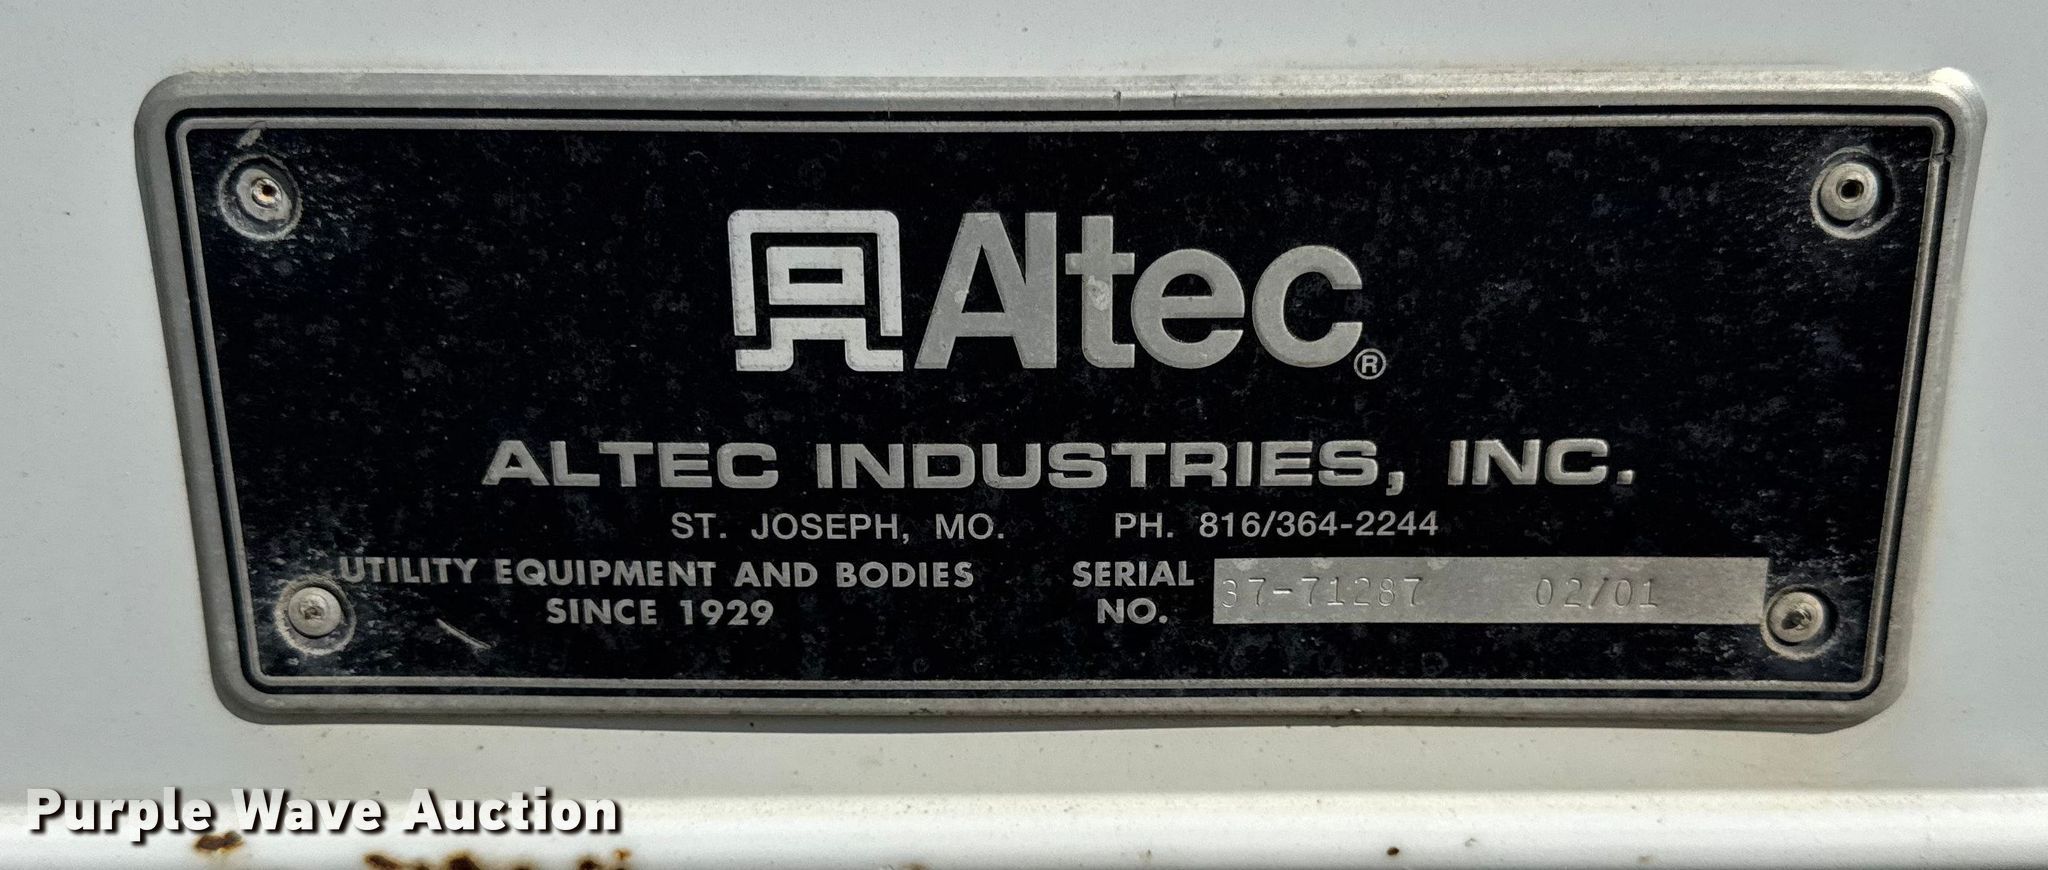 Altec®
ALTEC INDUSTRIES, INC.
ST. JOSEPH, MO. PH. 816/364-2244
UTILITY EQUIPMENT AND BODIES
SINCE 1929
SERIAL
NO.
37-71287 02/01
Purple Wave Auction